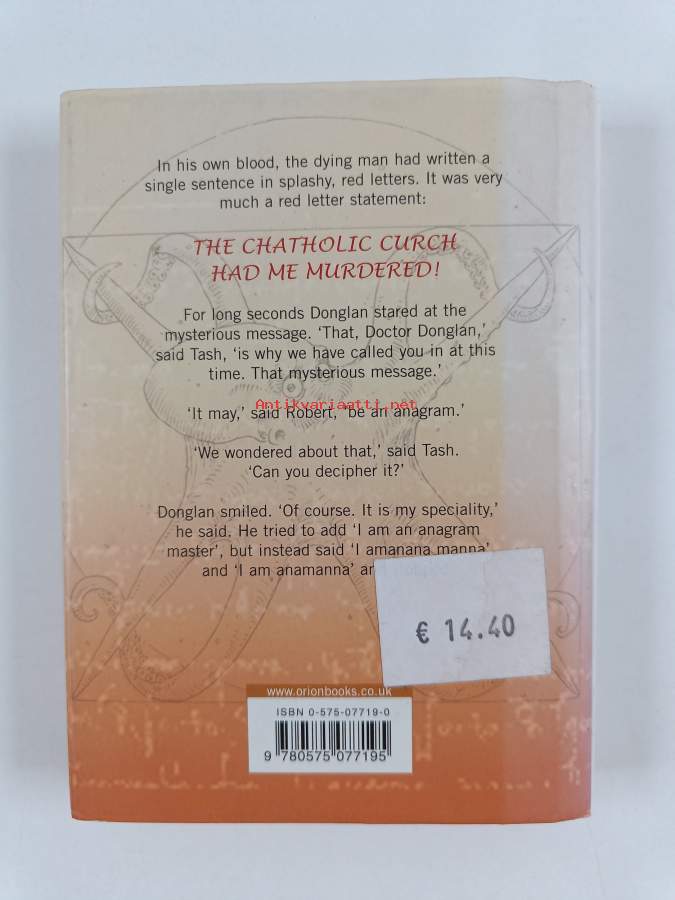 In his own blood, the dying man had written a
single sentence in splashy, red letters. It was very
much a red letter statement:
THE CHATHOLIC CURCH
HAD ME MURDERED!
For long seconds Donglan stared at the
mysterious message. ‘That, Doctor Donglan,’
said Tash, ‘is why we have called you in at this
time. That mysterious message.’
Antikvariaatti.net
‘It may,’ said Robert, ‘be an anagram.’
‘We wondered about that,’ said Tash.
‘Can you decipher it?’
Donglan smiled. ‘Of course. It is my speciality,’
he said. He tried to add ‘I am an anagram
master’, but instead said ‘I amanana manna’
and ‘I am anamanna’
€ 14.40
www.orionbooks.co.uk
ISBN 0-575-07719-0
9 780575 077195